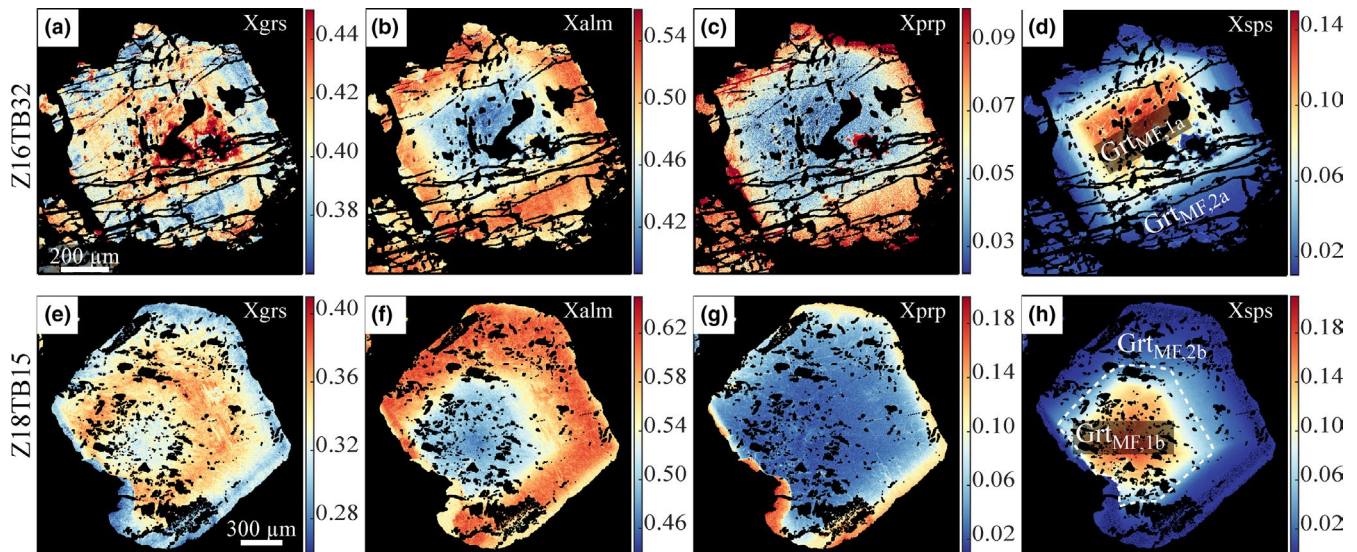 (a) Xgrs 0.44 0.42 0.40 0.38
(b) Xalm 0.54 0.50 0.46 0.42
(c) Xprp 0.09 0.07 0.05 0.03
(d) Xsps 0.14 0.10 0.06 0.02
Z16TB32
200 µm
GrtMF,1a
GrtMF,2a
(e) Xgrs 0.40 0.36 0.32 0.28
(f) Xalm 0.62 0.58 0.54 0.50 0.46
(g) Xprp 0.18 0.14 0.10 0.06 0.02
(h) Xsps 0.18 0.14 0.10 0.06 0.02
Z18TB15
300 µm
GrtMF,2b
GrtMF,1b